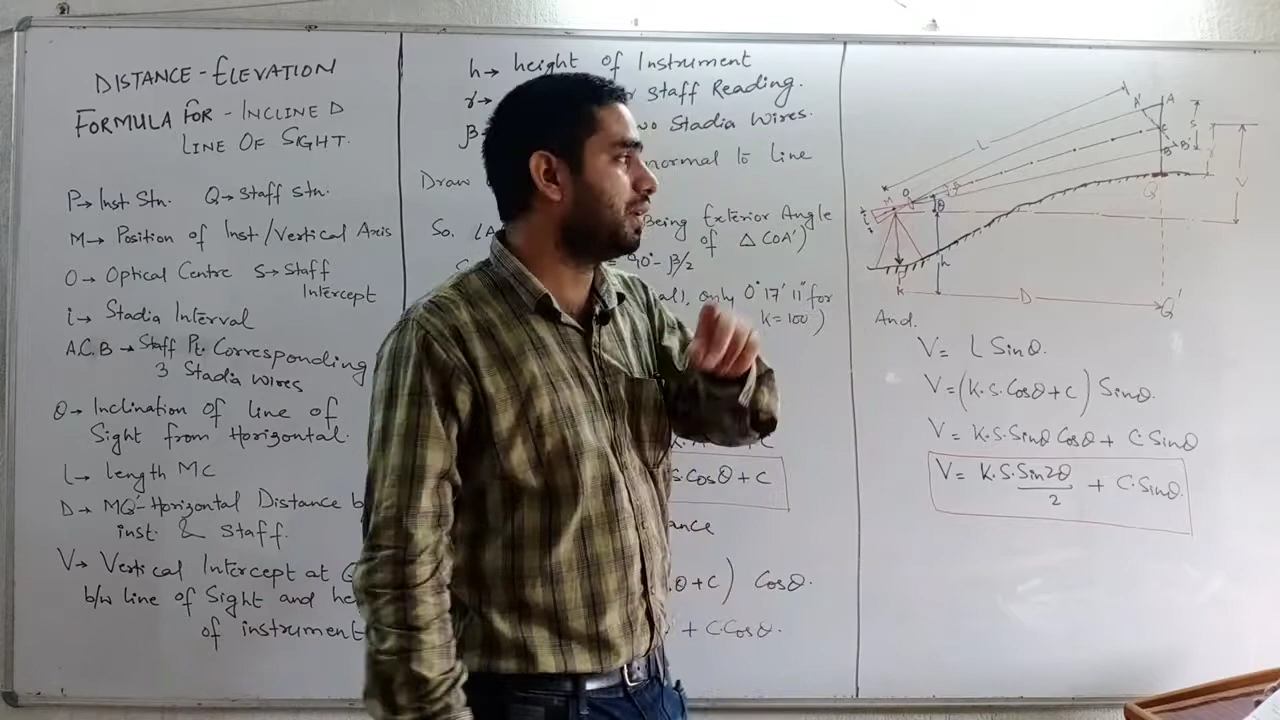 DISTANCE - ELEVATION
FORMULA FOR - INCLINED
LINE OF SIGHT.
P→ Inst. Stn. Q→ Staff Stn.
M→ Position of Inst/Vertical Axis
O→ Optical Centre S→ Staff
Intercept
i→ Stadia Interval
A.C.B → Staff Pt. Corresponding
3 Stadia Wires
θ→ Inclination of line of
Sight from Horizontal.
L→ Length MC
D→ MQ'- Horizontal Distance b
inst. & Staff.
V→ Vertical Intercept at Q
b/w line of Sight and he
of instrument
h→ height of Instrument
r→ Staff Reading.
β→ Stadia Wires.
Draw normal to line
So. ∠A Being Exterior Angle
of △COA')
= 90°- β/2
only 0° 17' 11" for
k=100)
S.Cosθ + C
θ + C) Cosθ.
+ C.Cosθ.
L
A' A
C
S
B B'
O
M
θ
V
Q
h
D
Q'
And.
V= L Sinθ.
V=(K.S.Cosθ+C) Sinθ.
V= K.S.Sinθ Cosθ + C.Sinθ
V= K.S.Sin2θ/2 + C.Sinθ.